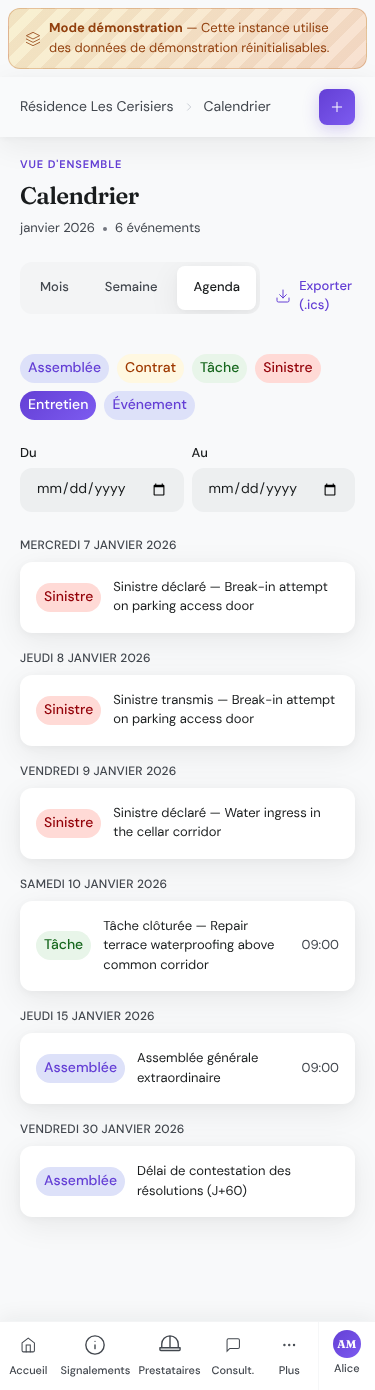 Mode démonstration — Cette instance utilise
des données de démonstration réinitialisables.
Résidence Les Cerisiers
Calendrier
VUE D'ENSEMBLE
Calendrier
janvier 2026 • 6 événements
Mois Semaine Agenda
Exporter
(.ics)
Assemblée Contrat Tâche Sinistre
Entretien Événement
Du Au
mm/dd/yyyy mm/dd/yyyy
MERCREDI 7 JANVIER 2026
Sinistre
Sinistre déclaré — Break-in attempt
on parking access door
JEUDI 8 JANVIER 2026
Sinistre
Sinistre transmis — Break-in attempt
on parking access door
VENDREDI 9 JANVIER 2026
Sinistre
Sinistre déclaré — Water ingress in
the cellar corridor
SAMEDI 10 JANVIER 2026
Tâche
Tâche clôturée — Repair
terrace waterproofing above
common corridor
09:00
JEUDI 15 JANVIER 2026
Assemblée
Assemblée générale
extraordinaire
09:00
VENDREDI 30 JANVIER 2026
Assemblée
Délai de contestation des
résolutions (J+60)
AM
Accueil Signalements Prestataires Consult. Plus Alice